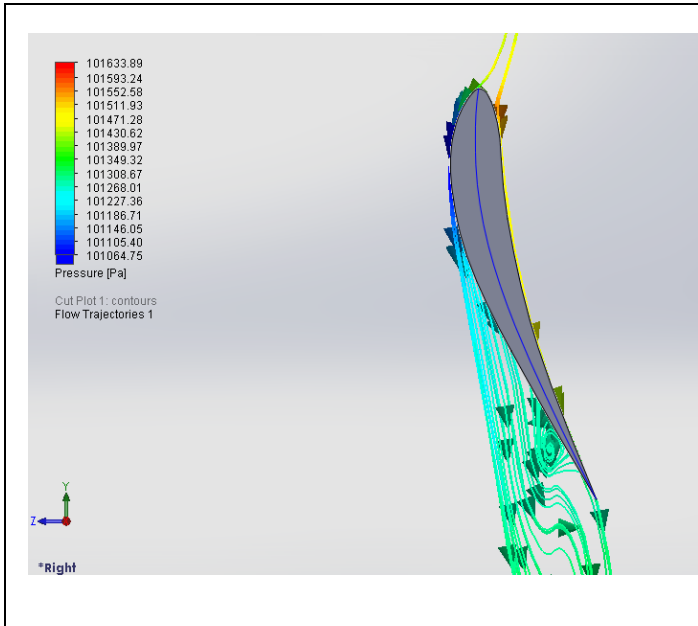 101633.89
101593.24
101552.58
101511.93
101471.28
101430.62
101389.97
101349.32
101308.67
101268.01
101227.36
101186.71
101146.05
101105.40
101064.75
Pressure [Pa]
Cut Plot 1: contours
Flow Trajectories 1
Y
Z
*Right